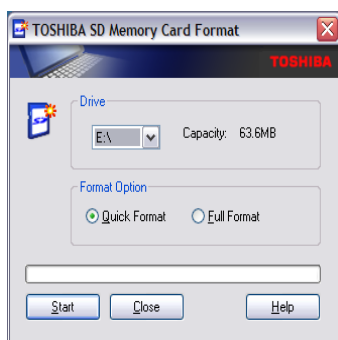 TOSHIBA SD Memory Card Format
TOSHIBA
Drive
SD
E:\
Capacity: 63.6MB
Format Option
Quick Format
Full Format
Start
Close
Help